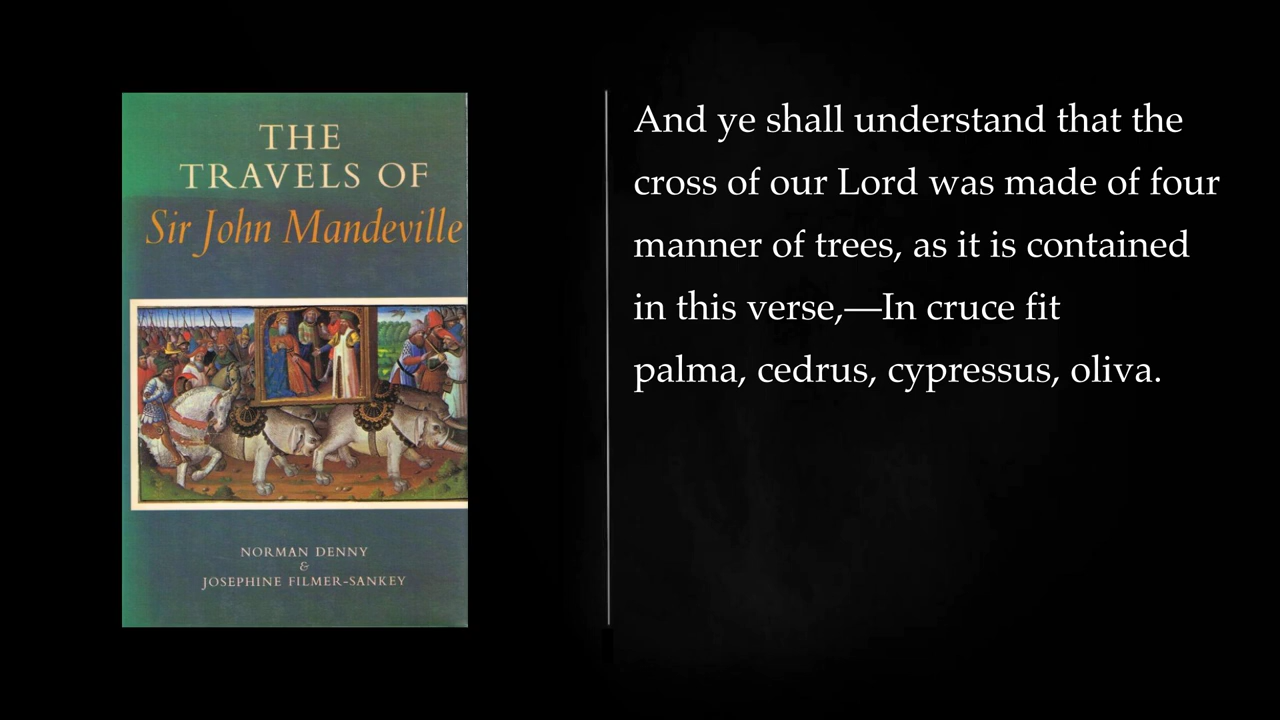 THE
TRAVELS OF
Sir John Mandeville
NORMAN DENNY
&
JOSEPHINE FILMER-SANKEY
And ye shall understand that the
cross of our Lord was made of four
manner of trees, as it is contained
in this verse,—In cruce fit
palma, cedrus, cypressus, oliva.